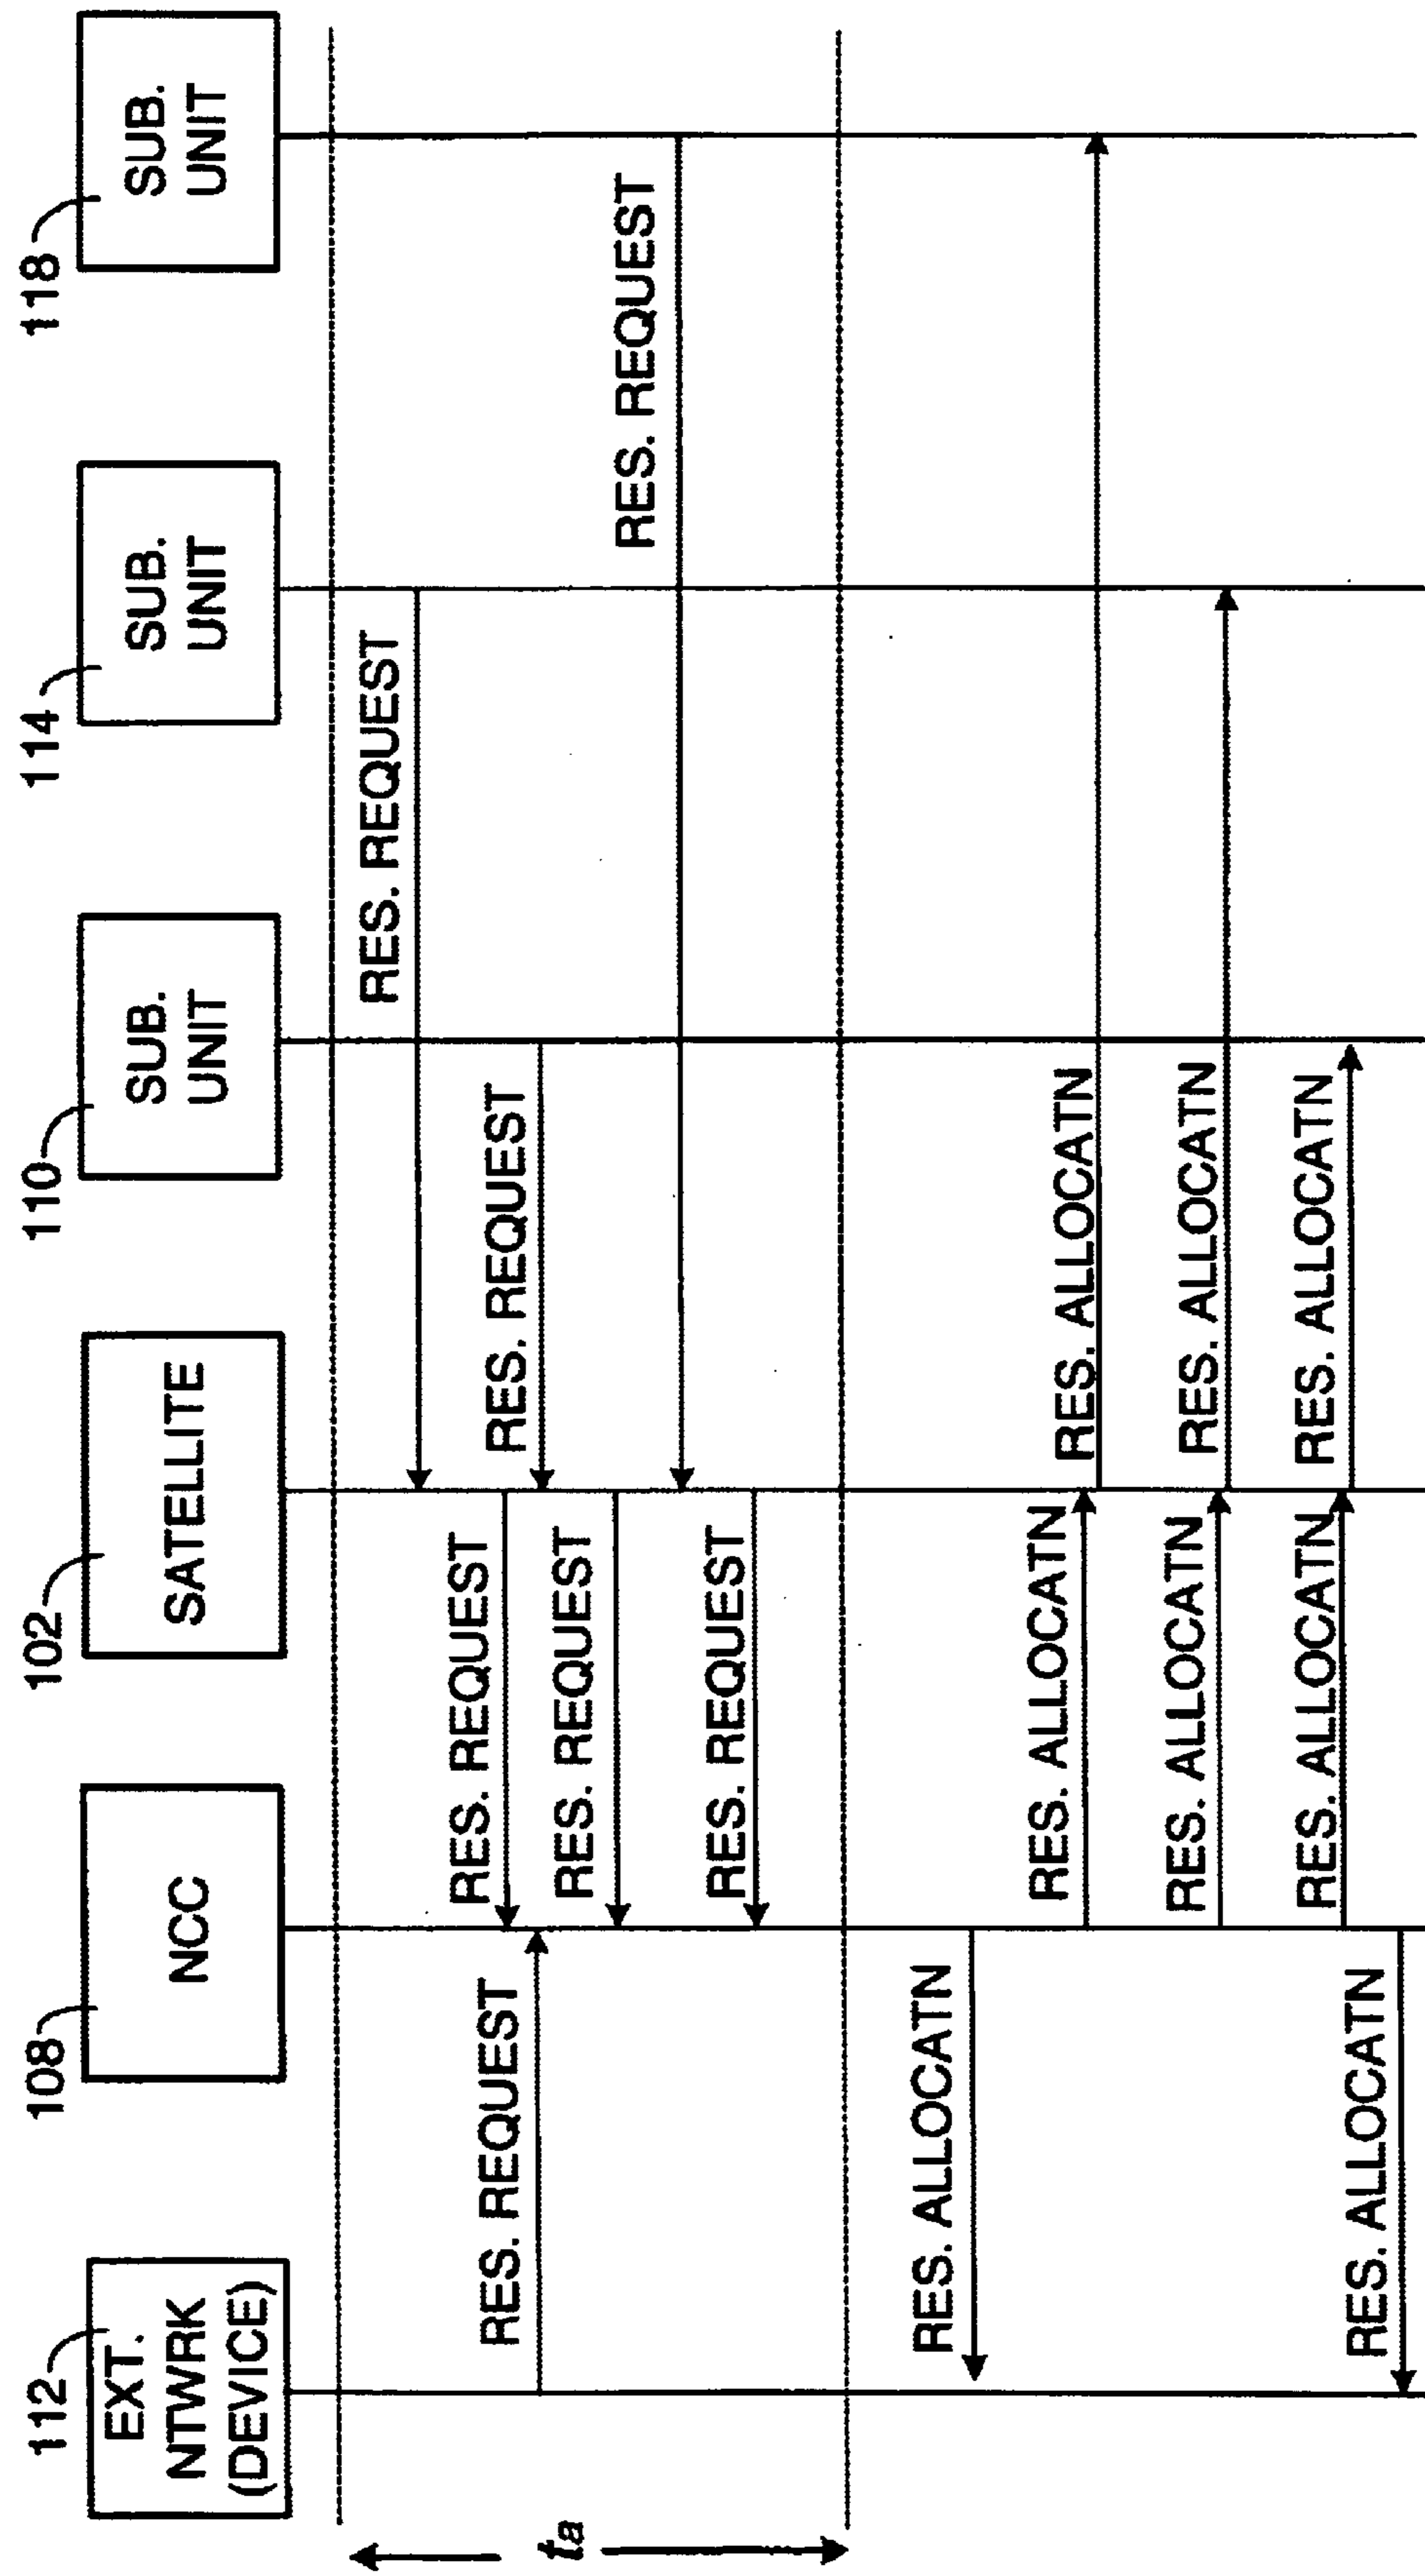 112
EXT.
NTWRK
(DEVICE)
108
NCC
102
SATELLITE
110
SUB.
UNIT
114
SUB.
UNIT
118
SUB.
UNIT
ta
RES. REQUEST
RES. REQUEST
RES. REQUEST
RES. REQUEST
RES. REQUEST
RES. REQUEST
RES. REQUEST
RES. ALLOCATN
RES. ALLOCATN
RES. ALLOCATN
RES. ALLOCATN
RES. ALLOCATN
RES. ALLOCATN
RES. ALLOCATN
RES. ALLOCATN